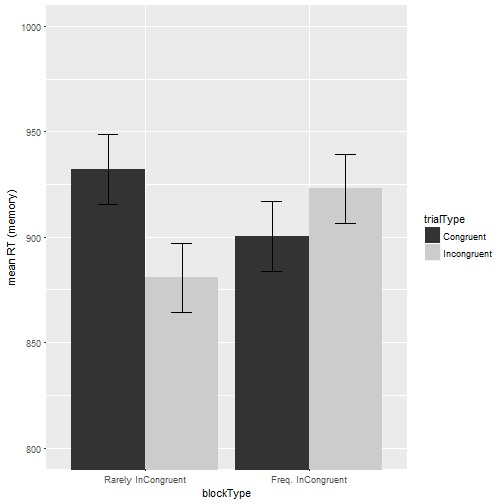 1000
950
900
850
800
mean RT (memory)
Rarely InCongruent
Freq. InCongruent
blockType
trialType
Congruent
Incongruent